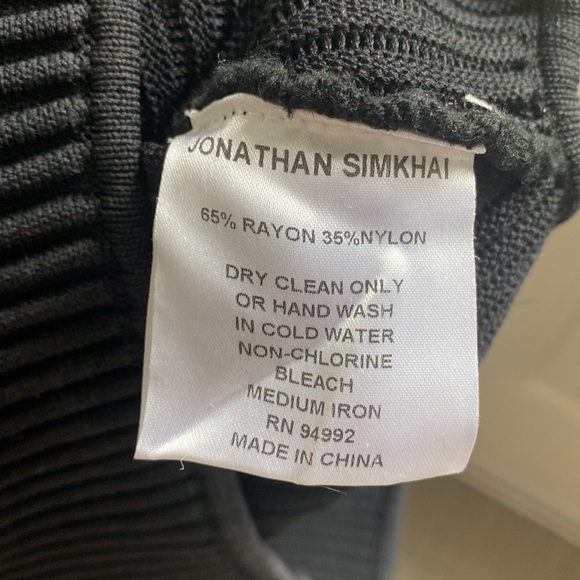 JONATHAN SIMKHAI
65% RAYON 35%NYLON
DRY CLEAN ONLY
OR HAND WASH
IN COLD WATER
NON-CHLORINE
BLEACH
MEDIUM IRON
RN 94992
MADE IN CHINA